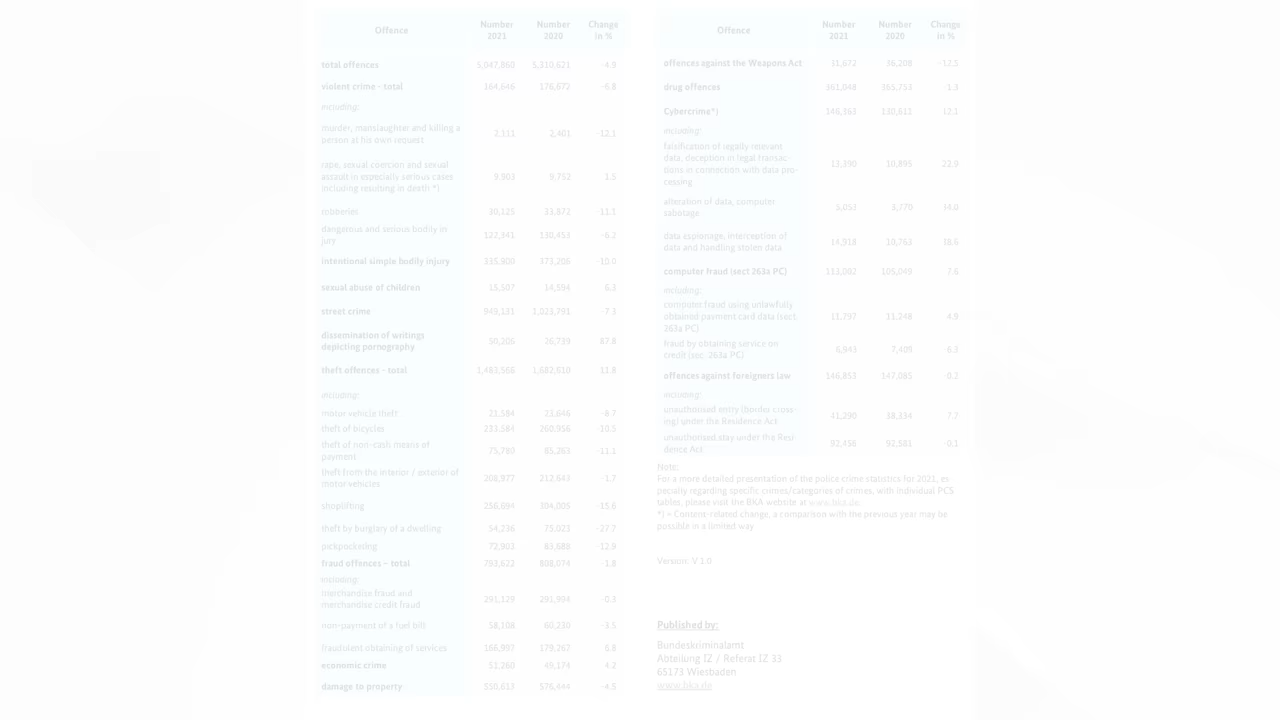 Offence Number 2021 Number 2020 Change in %
total offences 5,047,860 5,310,621 -4.9
violent crime - total 164,646 176,672 -6.8
including:
murder, manslaughter and killing a
person at his own request 2,111 2,401 -12.1
rape, sexual coercion and sexual
assault in especially serious cases
including resulting in death *) 9,903 9,752 1.5
robberies 30,125 33,872 -11.1
dangerous and serious bodily in
jury 122,341 130,453 -6.2
intentional simple bodily injury 335,900 373,206 -10.0
sexual abuse of children 15,507 14,594 6.3
street crime 949,131 1,023,791 -7.3
dissemination of writings
depicting pornography 50,206 26,739 87.8
theft offences - total 1,483,566 1,682,610 11.8
including:
motor vehicle theft 21,584 23,646 -8.7
theft of bicycles 233,584 260,956 -10.5
theft of non-cash means of
payment 75,780 85,263 -11.1
theft from the interior / exterior of
motor vehicles 208,977 212,643 -1.7
shoplifting 256,694 304,005 -15.6
theft by burglary of a dwelling 54,236 75,023 -27.7
pickpocketing 72,903 83,688 -12.9
fraud offences – total 793,622 808,074 -1.8
including:
merchandise fraud and
merchandise credit fraud 291,129 291,994 -0.3
non-payment of a fuel bill 58,108 60,230 -3.5
fraudulent obtaining of services 166,997 179,267 6.8
economic crime 51,260 49,174 4.2
damage to property 550,613 576,444 -4.5
Offence Number 2021 Number 2020 Change in %
offences against the Weapons Act 31,672 36,208 -12.5
drug offences 361,048 365,753 1.3
Cybercrime*) 146,363 130,611 12.1
including:
falsification of legally relevant
data, deception in legal transac-
tions in connection with data pro-
cessing 13,390 10,895 22.9
alteration of data, computer
sabotage 5,053 3,770 34.0
data espionage, interception of
data and handling stolen data 14,918 10,763 38.6
computer fraud (sect 263a PC) 113,002 105,049 7.6
including:
computer fraud using unlawfully
obtained payment card data (sect
263a PC) 11,797 11,248 4.9
fraud by obtaining service on
credit (sec. 263a PC) 6,943 7,409 -6.3
offences against foreigners law 146,853 147,085 -0.2
including:
unauthorised entry (border cross-
ing) under the Residence Act 41,290 38,334 7.7
unauthorised stay under the Resi-
dence Act 92,456 92,581 -0.1
Note:
For a more detailed presentation of the police crime statistics for 2021, es
pecially regarding specific crimes/categories of crimes, with individual PCS
tables, please visit the BKA website at www.bka.de.
*) = Content-related change, a comparison with the previous year may be
possible in a limited way
Version: V 1.0
Published by:
Bundeskriminalamt
Abteilung IZ / Referat IZ 33
65173 Wiesbaden
www.bka.de